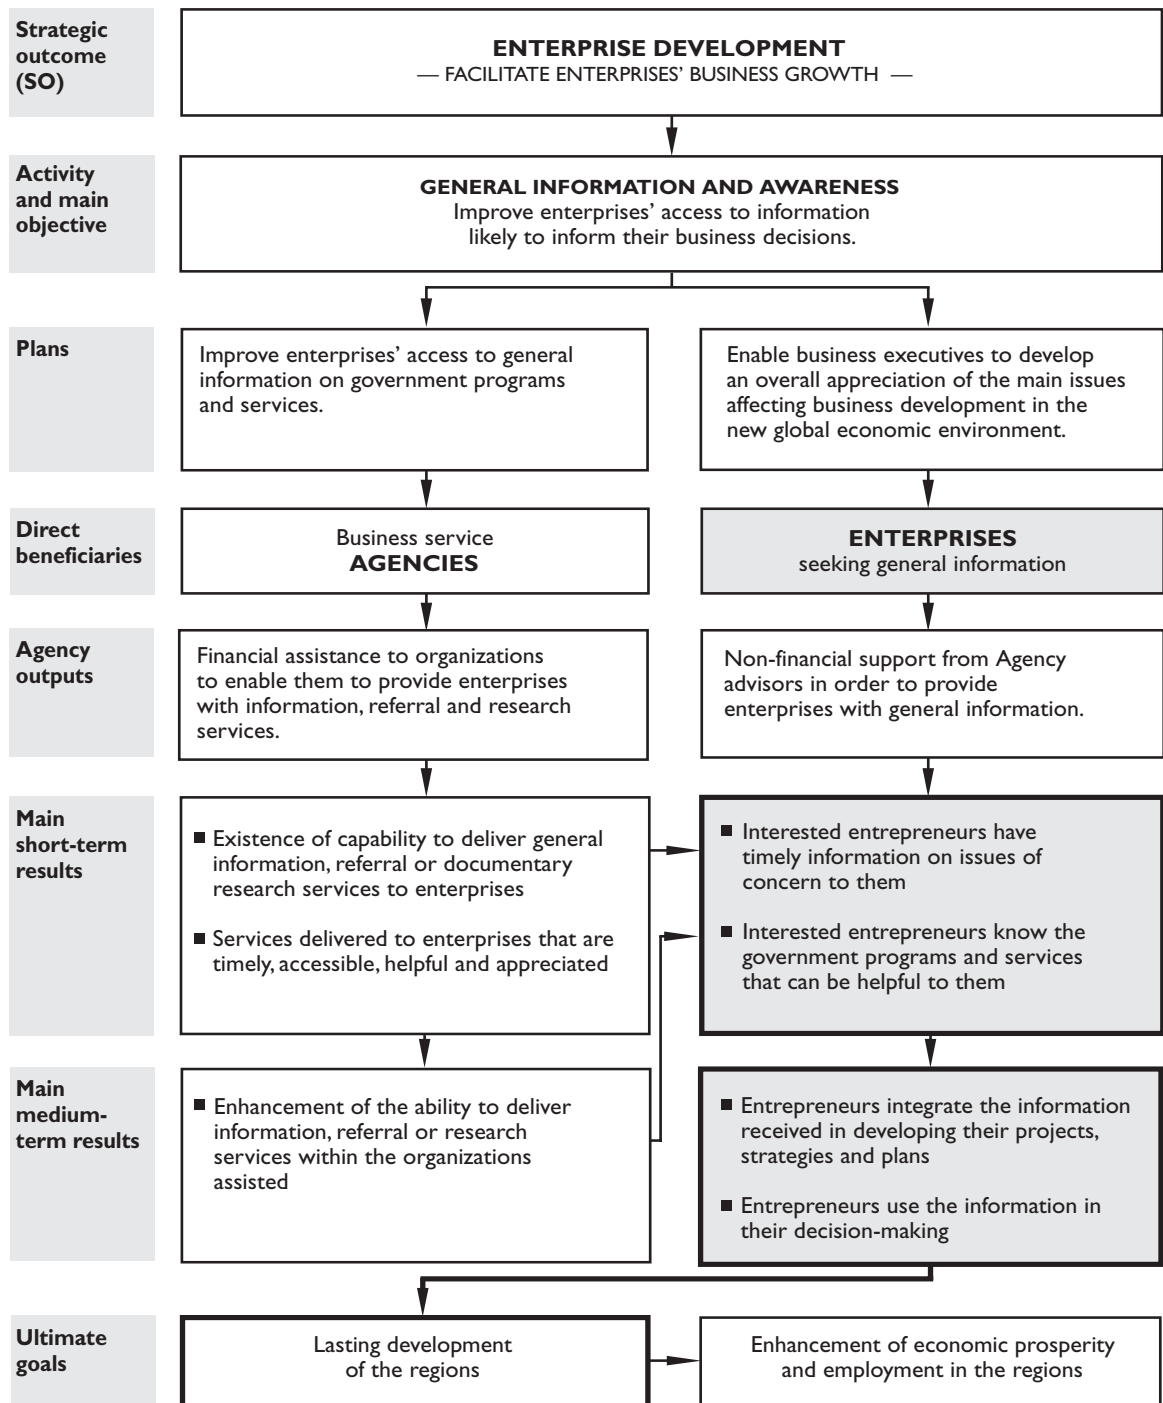 Strategic
outcome
(SO)
ENTERPRISE DEVELOPMENT
— FACILITATE ENTERPRISES’ BUSINESS GROWTH —
Activity
and main
objective
GENERAL INFORMATION AND AWARENESS
Improve enterprises’ access to information
likely to inform their business decisions.
Plans
Improve enterprises’ access to general
information on government programs
and services.
Enable business executives to develop
an overall appreciation of the main issues
affecting business development in the
new global economic environment.
Direct
beneficiaries
Business service
AGENCIES
ENTERPRISES
seeking general information
Agency
outputs
Financial assistance to organizations
to enable them to provide enterprises
with information, referral and research
services.
Non-financial support from Agency
advisors in order to provide
enterprises with general information.
Main
short-term
results
■ Existence of capability to deliver general
information, referral or documentary
research services to enterprises
■ Services delivered to enterprises that are
timely, accessible, helpful and appreciated
■ Interested entrepreneurs have
timely information on issues of
concern to them
■ Interested entrepreneurs know the
government programs and services
that can be helpful to them
Main
medium-
term results
■ Enhancement of the ability to deliver
information, referral or research
services within the organizations
assisted
■ Entrepreneurs integrate the information
received in developing their projects,
strategies and plans
■ Entrepreneurs use the information in
their decision-making
Ultimate
goals
Lasting development
of the regions
Enhancement of economic prosperity
and employment in the regions